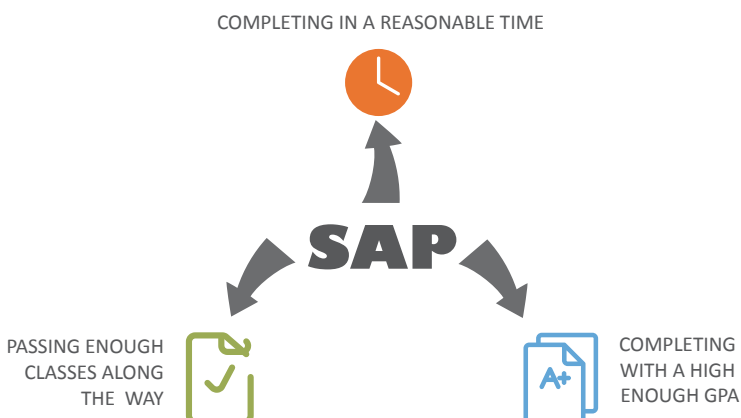 COMPLETING IN A REASONABLE TIME
SAP
PASSING ENOUGH
CLASSES ALONG
THE WAY
A+
COMPLETING
WITH A HIGH
ENOUGH GPA